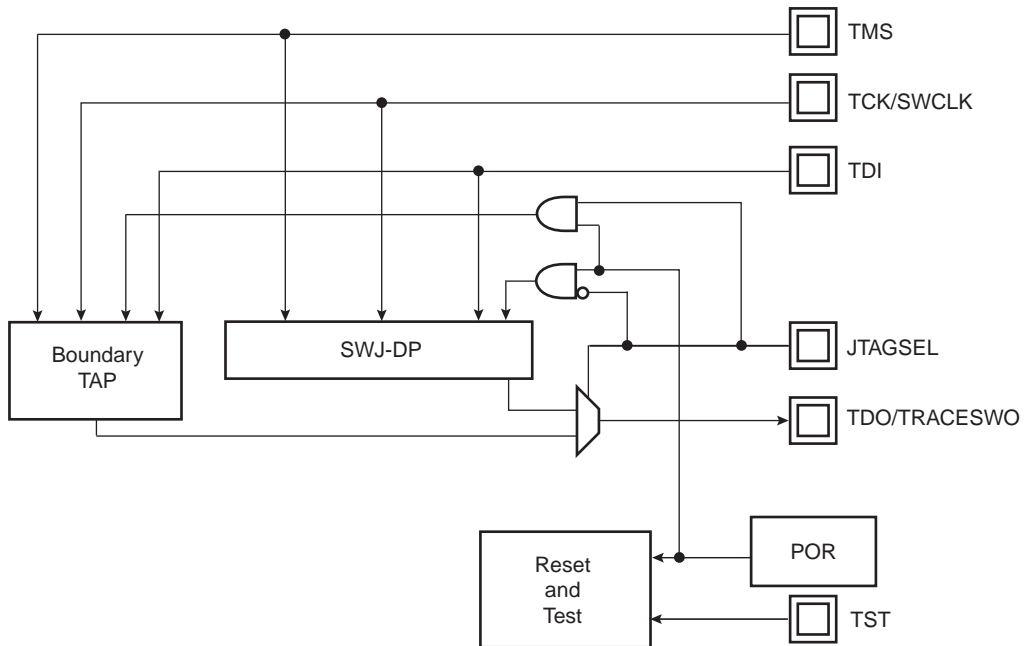 TMS
TCK/SWCLK
TDI
Boundary
TAP
SWJ-DP
JTAGSEL
TDO/TRACESWO
Reset
and
Test
POR
TST